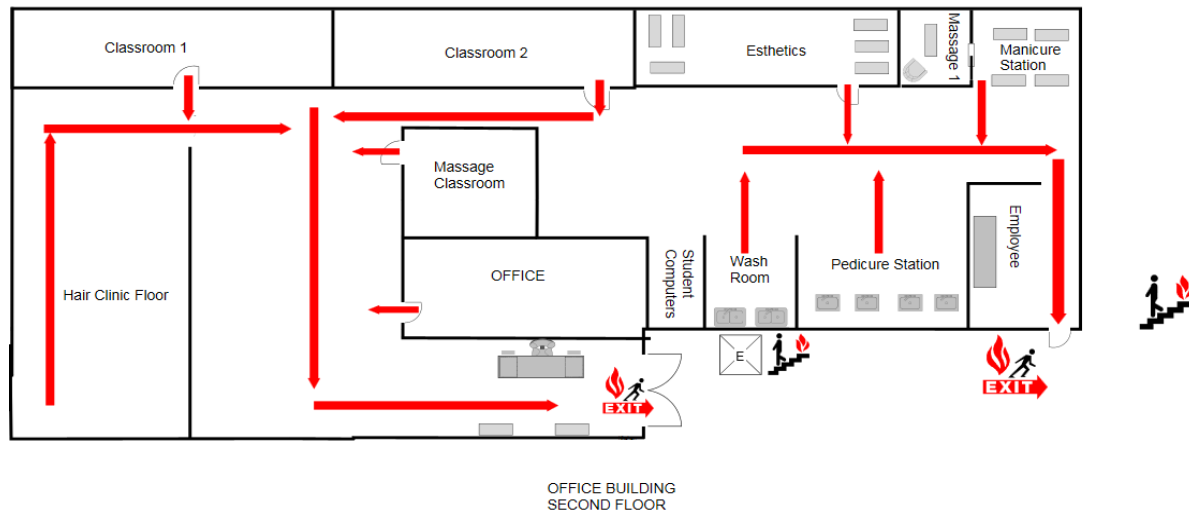 Classroom 1
Classroom 2
Esthetics
Massage 1
Manicure
Station
Massage
Classroom
Hair Clinic Floor
OFFICE
Student
Computers
Wash
Room
Pedicure Station
Employee
E
EXIT
EXIT
OFFICE BUILDING
SECOND FLOOR